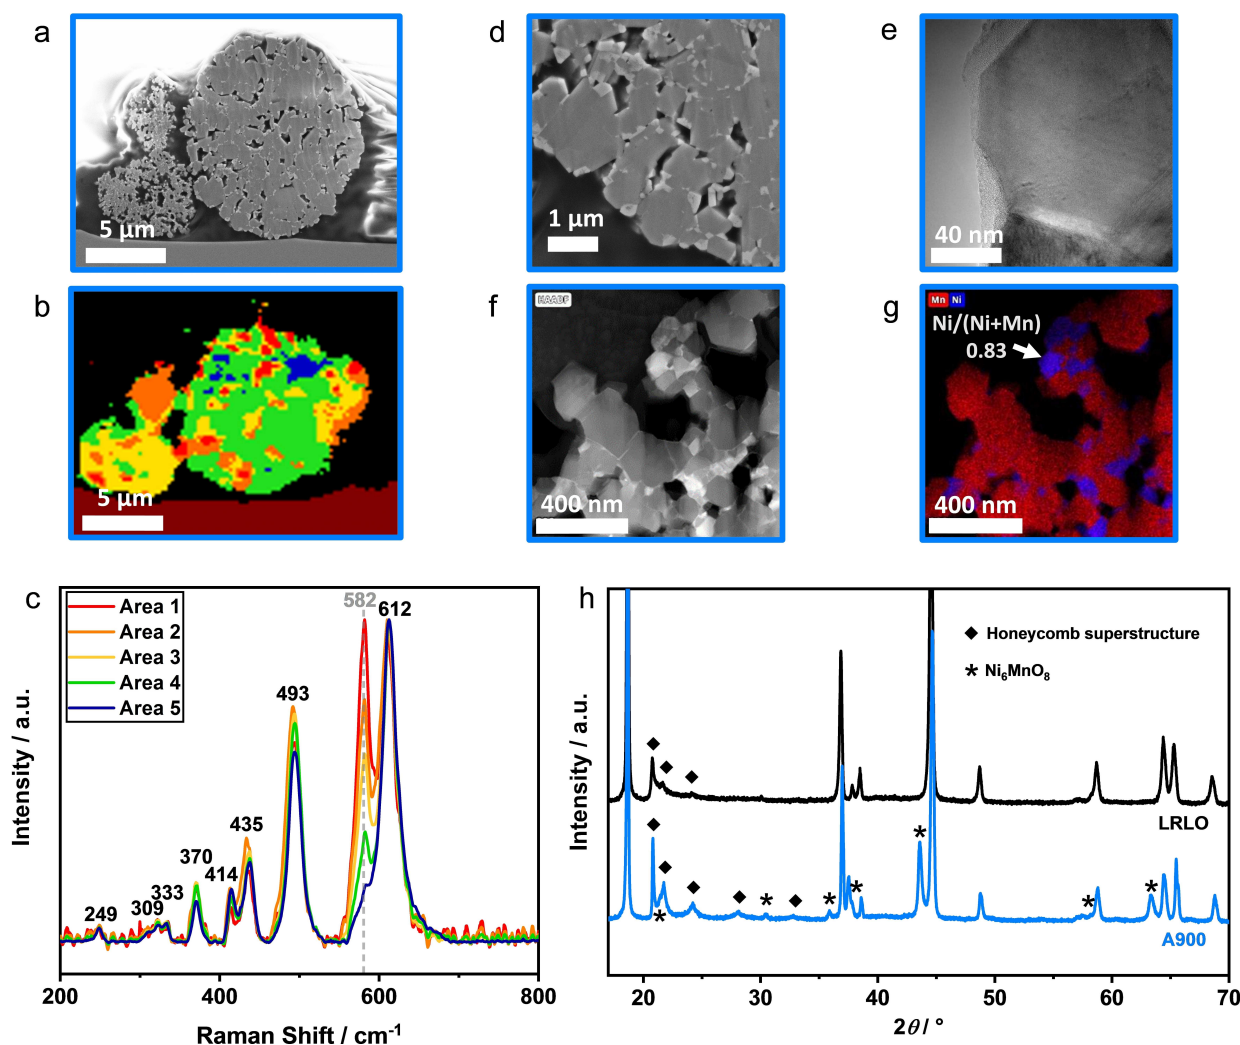 a
5 µm
d
1 µm
e
40 nm
b
5 µm
f
HAADF
400 nm
g
Mn Ni
Ni/(Ni+Mn)
0.83
400 nm
c
Area 1
Area 2
Area 3
Area 4
Area 5
582
612
493
435
370
414
333
309
249
Intensity / a.u.
200 400 600 800
Raman Shift / cm⁻¹
h
◆ Honeycomb superstructure
* Ni₆MnO₈
LRLO
A900
Intensity / a.u.
20 30 40 50 60 70
2θ / °